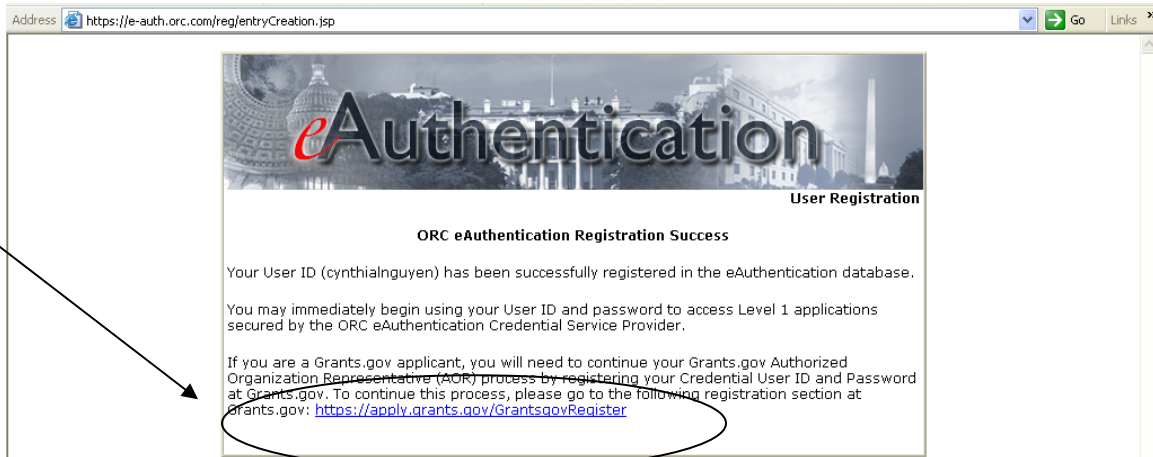 Address https://e-auth.orc.com/reg/entryCreation.jsp Go Links »
eAuthentication
User Registration
ORC eAuthentication Registration Success
Your User ID (cynthialnguyen) has been successfully registered in the eAuthentication database.
You may immediately begin using your User ID and password to access Level 1 applications
secured by the ORC eAuthentication Credential Service Provider.
If you are a Grants.gov applicant, you will need to continue your Grants.gov Authorized
Organization Representative (AOR) process by registering your Credential User ID and Password
at Grants.gov. To continue this process, please go to the following registration section at
Grants.gov: https://apply.grants.gov/GrantsgovRegister